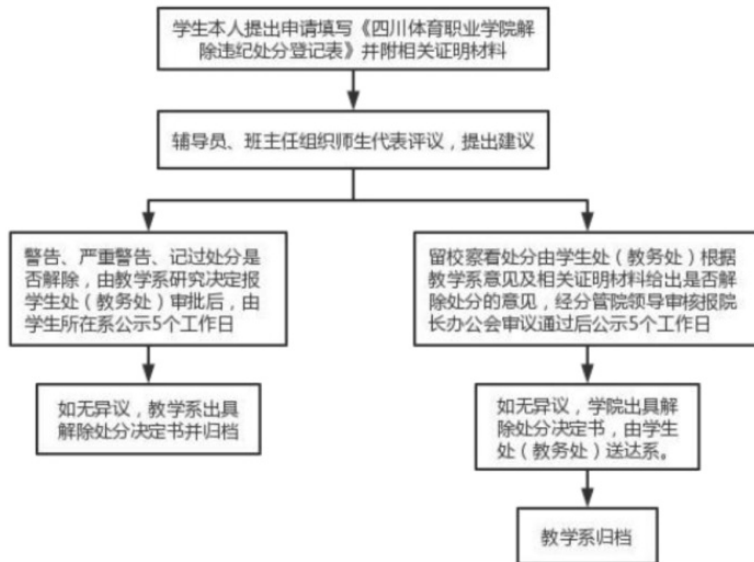 学生本人提出申请填写《四川体育职业学院解
除违纪处分登记表》并附相关证明材料
辅导员、班主任组织师生代表评议，提出建议
警告、严重警告、记过处分是
否解除，由教学系研究决定报
学生处（教务处）审批后，由
学生所在系公示5个工作日
留校察看处分由学生处（教务处）根据
教学系意见及相关证明材料给出是否解
除处分的意见，经分管院领导审核报院
长办公会审议通过后公示5个工作日
如无异议，教学系出具
解除处分决定书并归档
如无异议，学院出具解
除处分决定书，由学生
处（教务处）送达系。
教学系归档